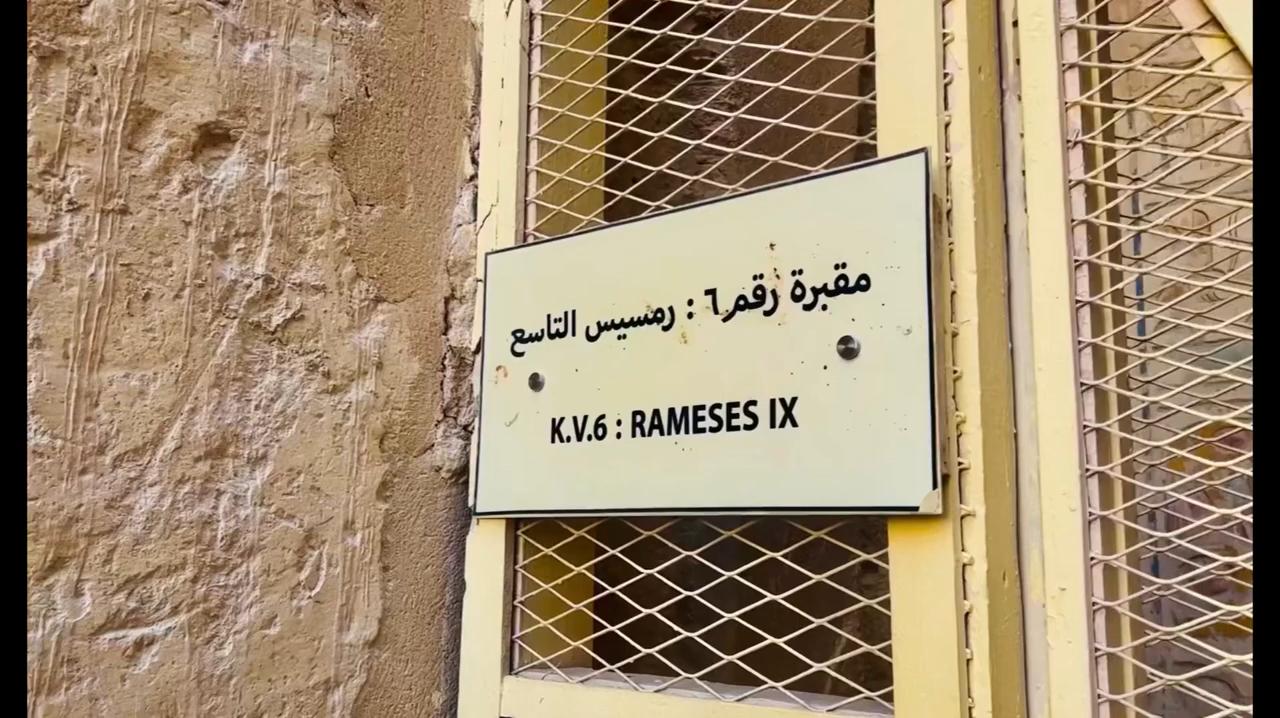 مقبرة رقم ٦ : رمسيس التاسع
K.V.6 : RAMESES IX